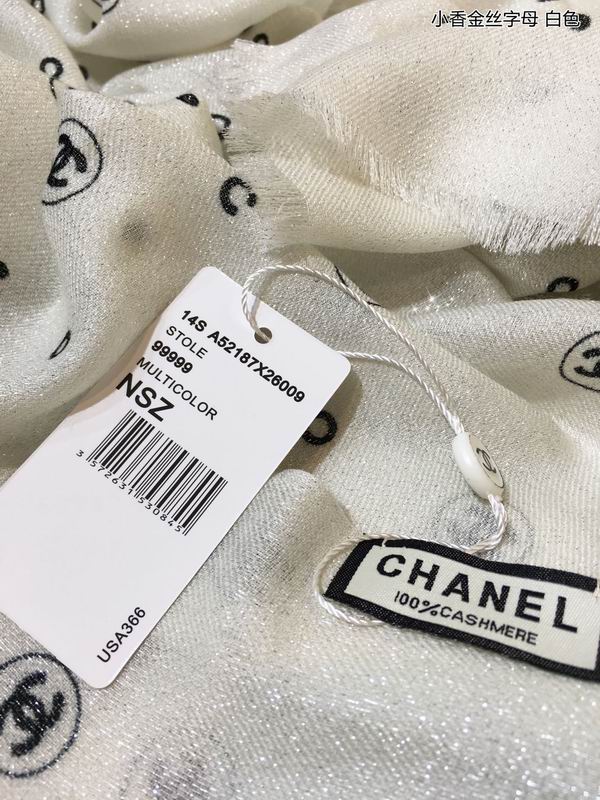 小香金丝字母 白色
14S A52187X26009
STOLE
99999
MULTICOLOR
NSZ
3 572631 530845
USA366
CHANEL
100%CASHMERE